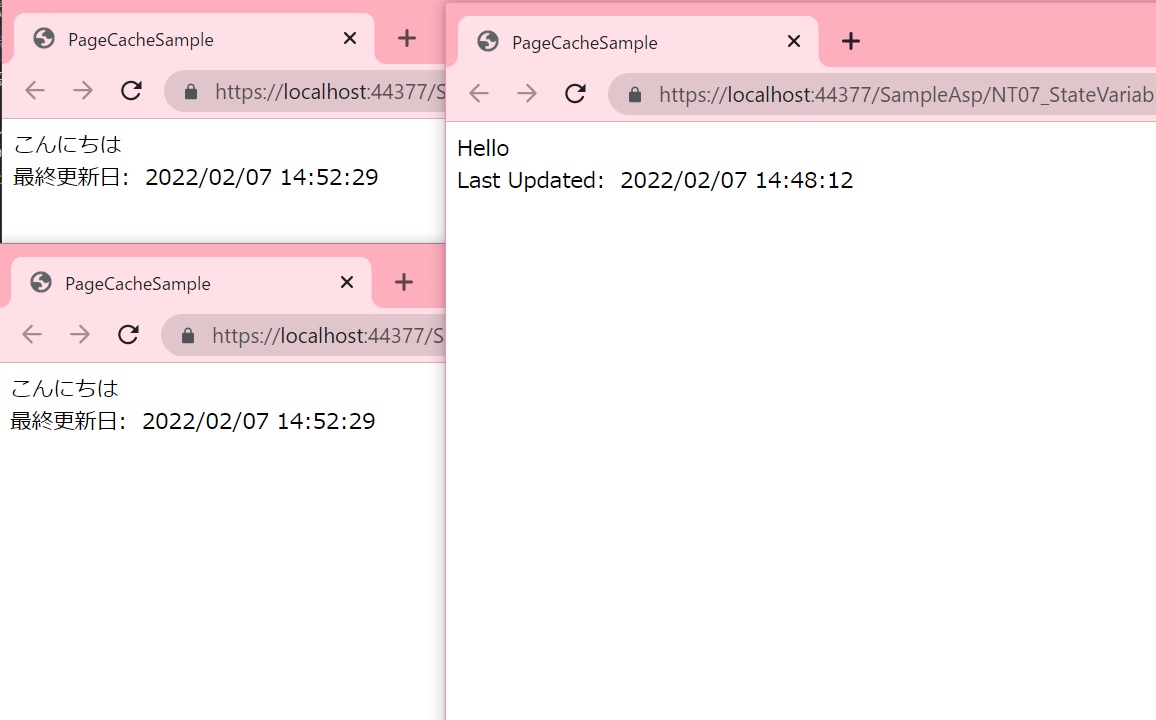 PageCacheSample
https://localhost:44377/S
こんにちは
最終更新日: 2022/02/07 14:52:29
PageCacheSample
https://localhost:44377/SampleAsp/NT07_StateVariab
Hello
Last Updated: 2022/02/07 14:48:12
PageCacheSample
https://localhost:44377/S
こんにちは
最終更新日: 2022/02/07 14:52:29